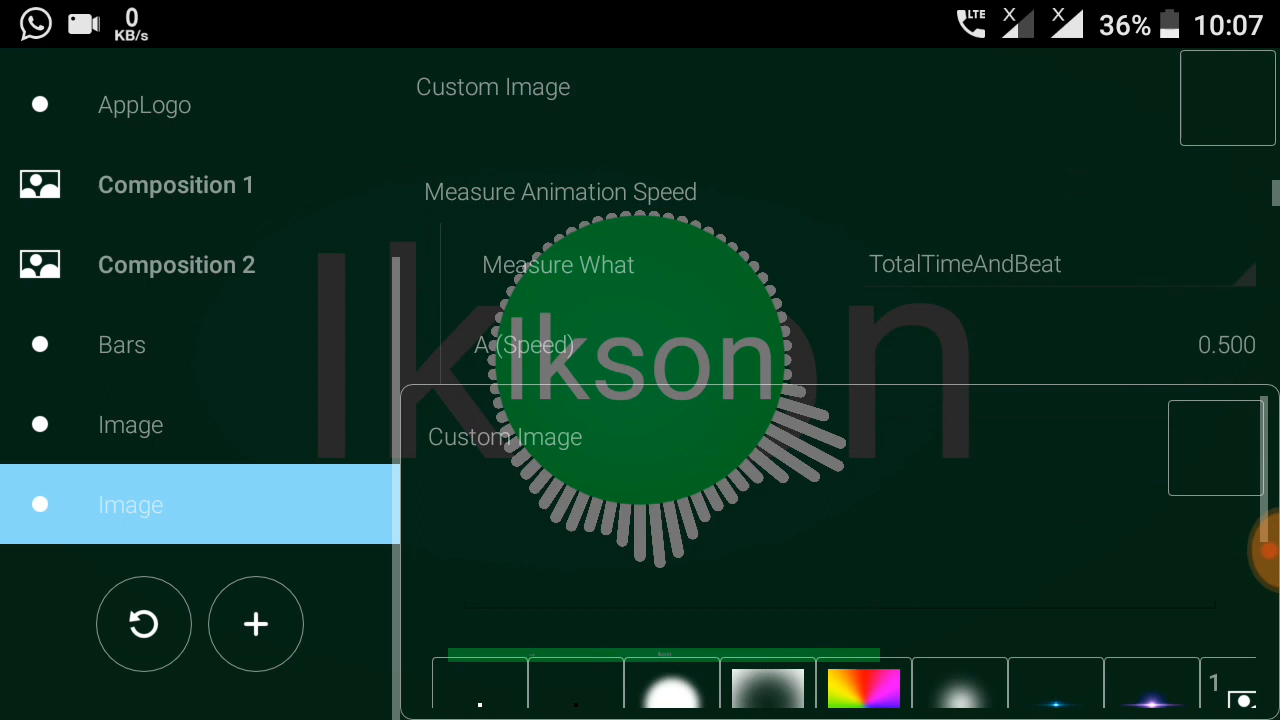 0
KB/s
LTE
X
X
36%
10:07
AppLogo
Custom Image
Composition 1
Measure Animation Speed
Composition 2
Measure What
TotalTimeAndBeat
Bars
A (Speed)
0.500
Ikson
Ikson
Image
Custom Image
Image
1